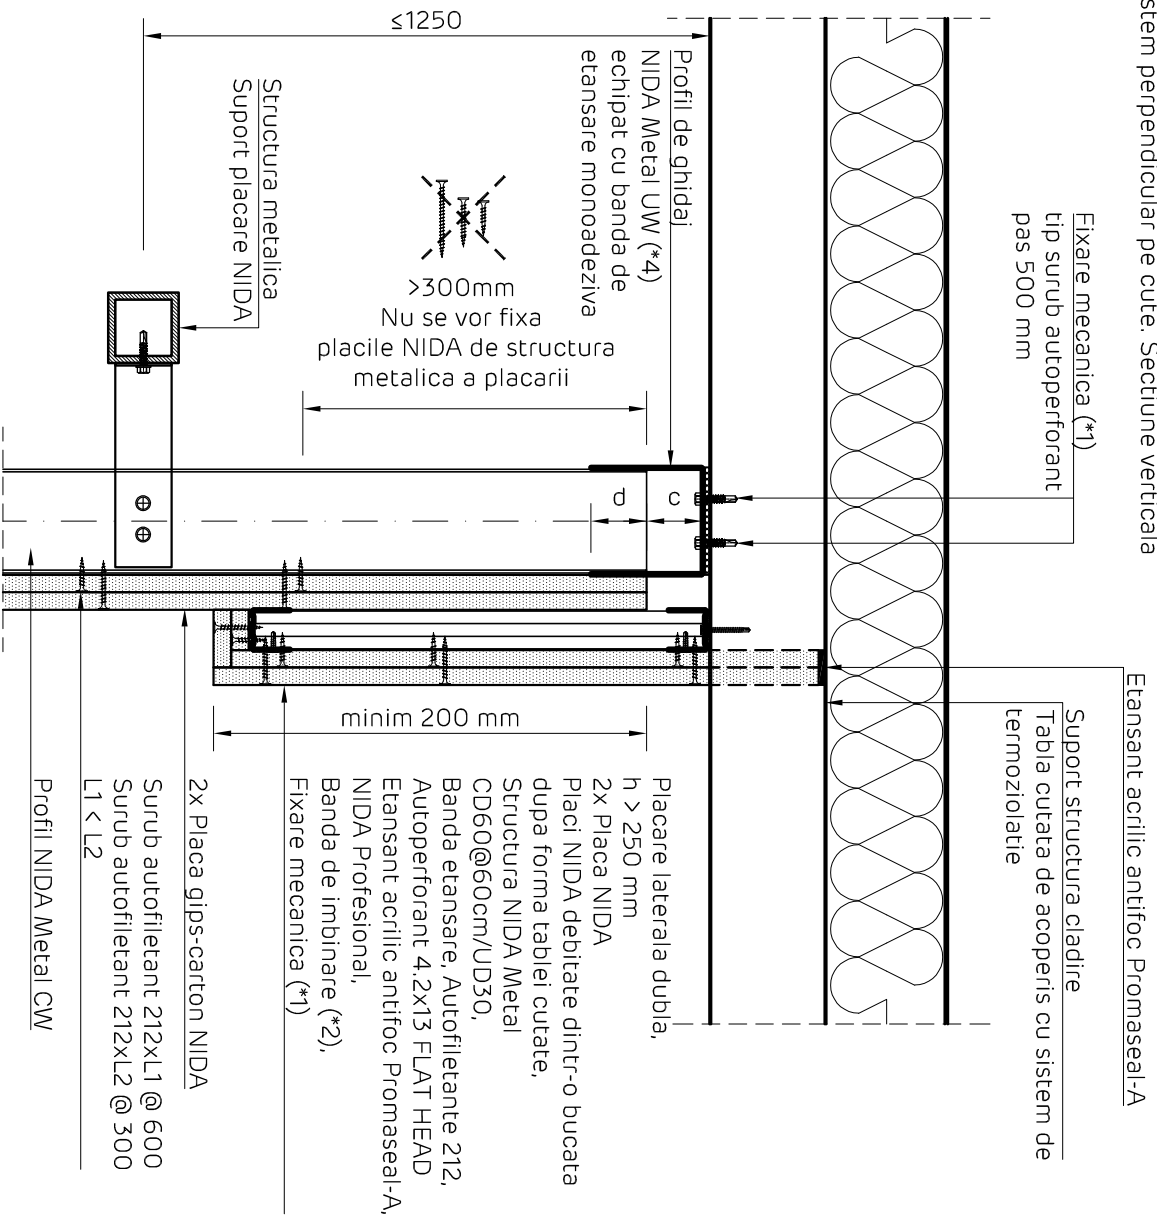 stem perpendicular pe cute. Sectiune verticala
Etansant acrilic antifoc Promaseal-A
Fixare mecanica (*1)
tip surub autoperforant
pas 500 mm
Suport structura cladire
Tabla cutata de acoperis cu sistem de
termoziolatie
≤1250
Profil de ghidaj
NIDA Metal UW (*4)
echipat cu banda de
etansare monoadeziva
Structura metalica
Suport placare NIDA
>300mm
Nu se vor fixa
placile NIDA de structura
metalica a placarii
d
c
minim 200 mm
Placare laterala dubla,
h > 250 mm
2x Placa NIDA
Placi NIDA debitate dintr-o bucata
dupa forma tablei cutate,
Structura NIDA Metal
CD60@60cm/UD30,
Banda etansare, Autofiletante 212,
Autoperforant 4.2x13 FLAT HEAD
Etansant acrilic antifoc Promaseal-A,
NIDA Profesional,
Banda de imbinare (*2),
Fixare mecanica (*1)
2x Placa gips-carton NIDA
Surub autofiletant 212xL1 @ 600
Surub autofiletant 212xL2 @ 300
L1 < L2
Profil NIDA Metal CW